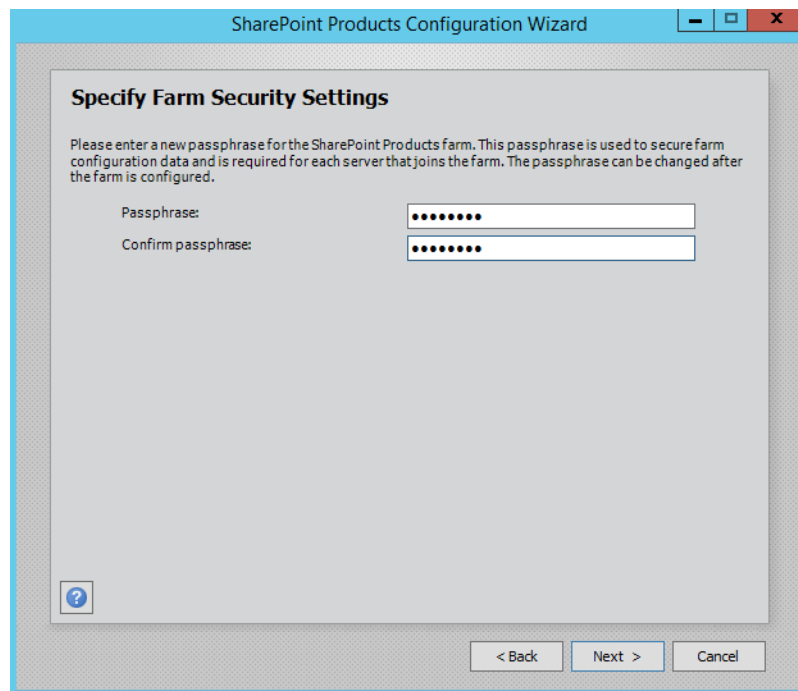 SharePoint Products Configuration Wizard
Specify Farm Security Settings
Please enter a new passphrase for the SharePoint Products farm. This passphrase is used to secure farm
configuration data and is required for each server that joins the farm. The passphrase can be changed after
the farm is configured.
Passphrase: ••••••••
Confirm passphrase: ••••••••
?
< Back Next > Cancel